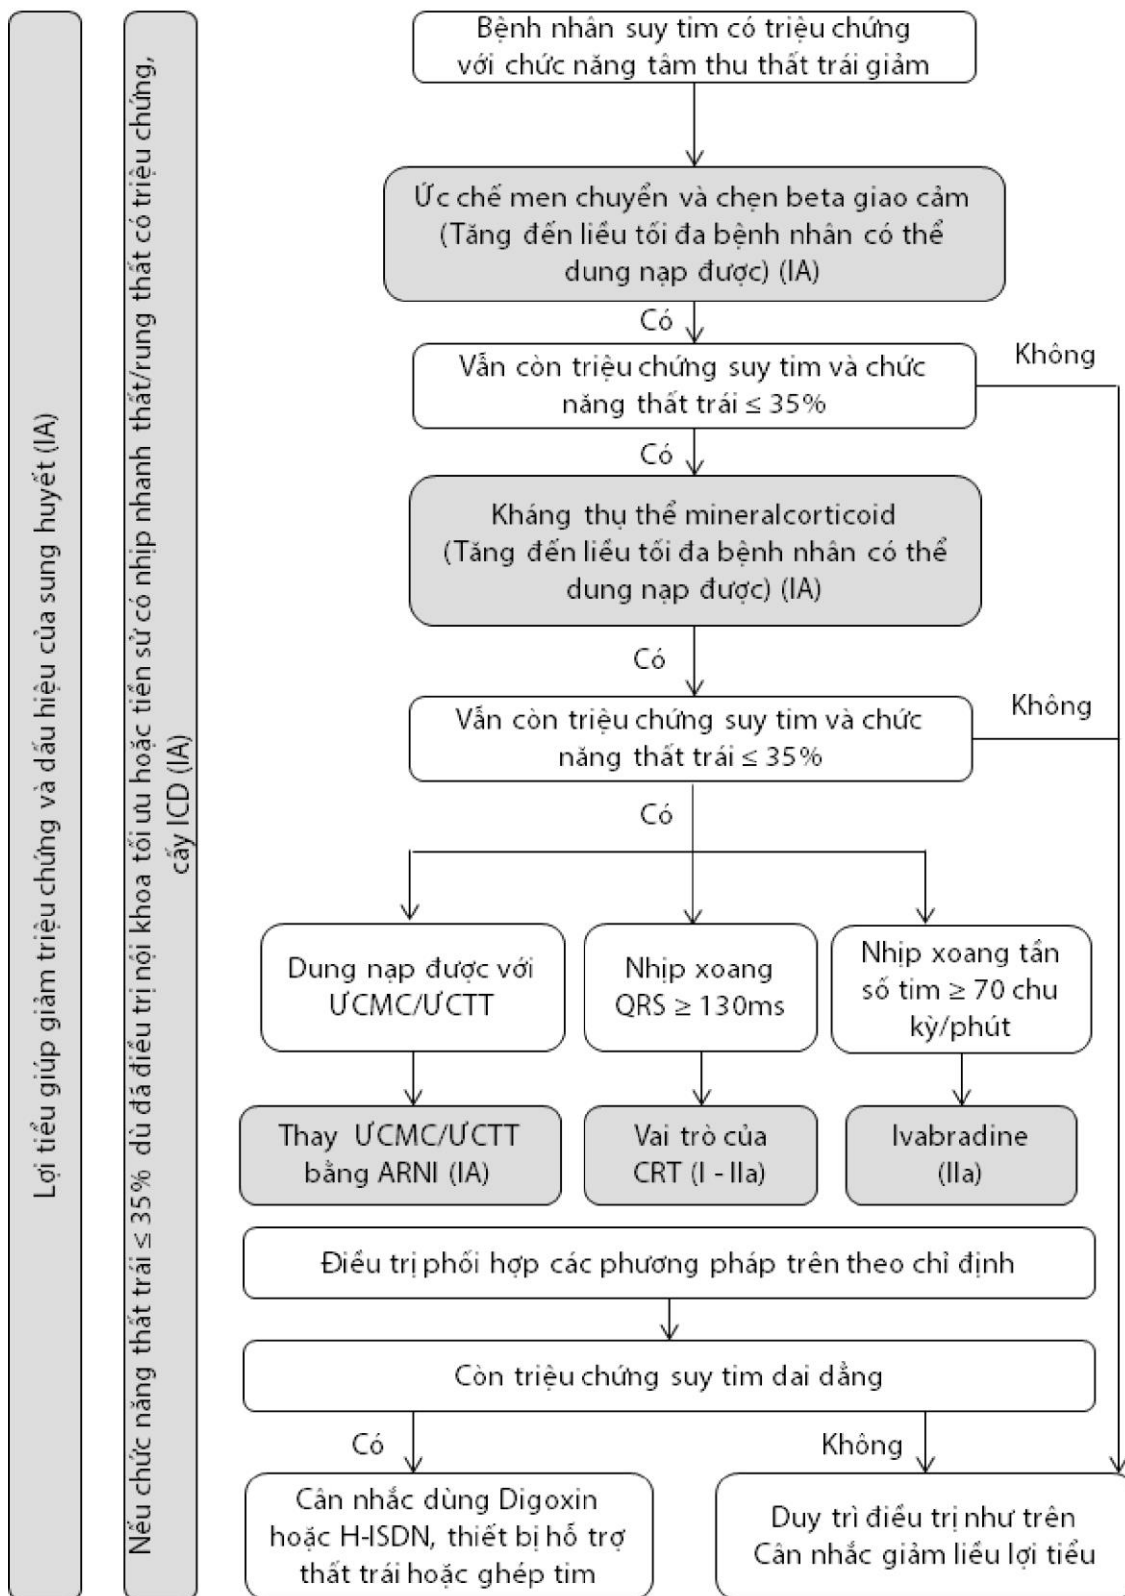 Lợi tiểu giúp giảm triệu chứng và dấu hiệu của sung huyết (IA)
Nếu chức năng thất trái ≤ 35% dù đã điều trị nội khoa tối ưu hoặc tiền sử có nhịp nhanh thất/rung thất có triệu chứng,
cấy ICD (IA)
Bệnh nhân suy tim có triệu chứng
với chức năng tâm thu thất trái giảm
Ức chế men chuyển và chẹn beta giao cảm
(Tăng đến liều tối đa bệnh nhân có thể
dung nạp được) (IA)
Có
Vẫn còn triệu chứng suy tim và chức
năng thất trái ≤ 35%
Không
Có
Kháng thụ thể mineralcorticoid
(Tăng đến liều tối đa bệnh nhân có thể
dung nạp được) (IA)
Có
Vẫn còn triệu chứng suy tim và chức
năng thất trái ≤ 35%
Không
Có
Dung nạp được với
ƯCMC/ƯCTT
Nhịp xoang
QRS ≥ 130ms
Nhịp xoang tần
số tim ≥ 70 chu
kỳ/phút
Thay ƯCMC/ƯCTT
bằng ARNI (IA)
Vai trò của
CRT (I - IIa)
Ivabradine
(IIa)
Điều trị phối hợp các phương pháp trên theo chỉ định
Còn triệu chứng suy tim dai dẳng
Có
Không
Cân nhắc dùng Digoxin
hoặc H-ISDN, thiết bị hỗ trợ
thất trái hoặc ghép tim
Duy trì điều trị như trên
Cân nhắc giảm liều lợi tiểu